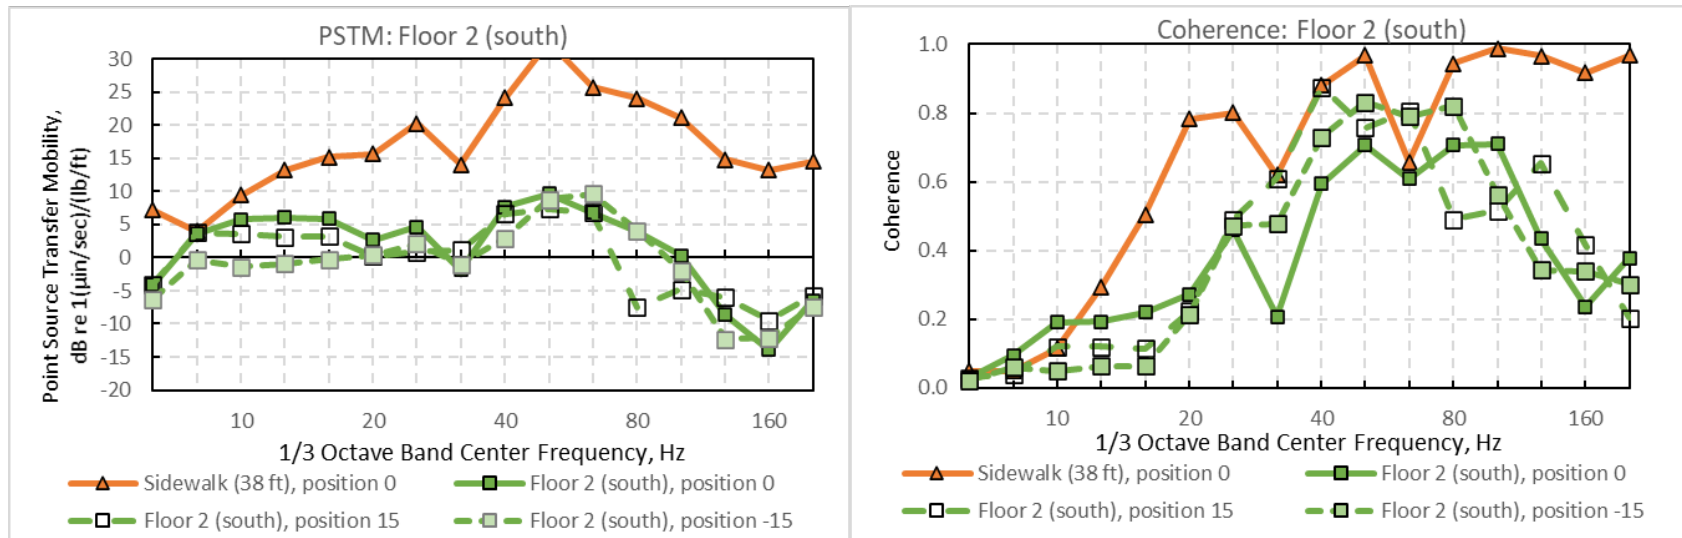 PSTM: Floor 2 (south)
Point Source Transfer Mobility,
dB re 1(µin/sec)/(lb/ft)
30
25
20
15
10
5
0
-5
-10
-15
-20
10 20 40 80 160
1/3 Octave Band Center Frequency, Hz
Sidewalk (38 ft), position 0 Floor 2 (south), position 0
Floor 2 (south), position 15 Floor 2 (south), position -15
Coherence: Floor 2 (south)
Coherence
1.0
0.8
0.6
0.4
0.2
0.0
10 20 40 80 160
1/3 Octave Band Center Frequency, Hz
Sidewalk (38 ft), position 0 Floor 2 (south), position 0
Floor 2 (south), position 15 Floor 2 (south), position -15